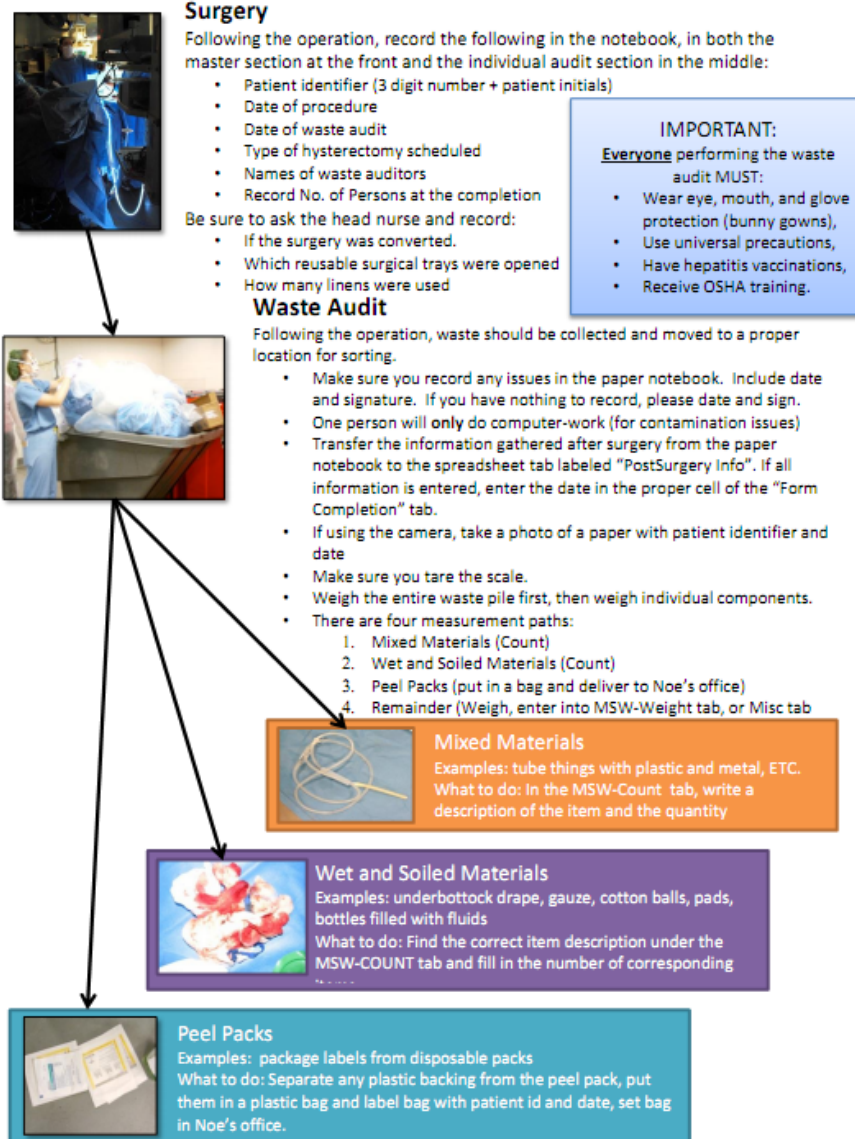 Surgery
Following the operation, record the following in the notebook, in both the
master section at the front and the individual audit section in the middle:
• Patient identifier (3 digit number + patient initials)
• Date of procedure
• Date of waste audit
• Type of hysterectomy scheduled
• Names of waste auditors
• Record No. of Persons at the completion
Be sure to ask the head nurse and record:
• If the surgery was converted.
• Which reusable surgical trays were opened
• How many linens were used
IMPORTANT:
Everyone performing the waste
audit MUST:
• Wear eye, mouth, and glove
protection (bunny gowns),
• Use universal precautions,
• Have hepatitis vaccinations,
• Receive OSHA training.
Waste Audit
Following the operation, waste should be collected and moved to a proper
location for sorting.
• Make sure you record any issues in the paper notebook. Include date
and signature. If you have nothing to record, please date and sign.
• One person will only do computer-work (for contamination issues)
• Transfer the information gathered after surgery from the paper
notebook to the spreadsheet tab labeled “PostSurgery Info”. If all
information is entered, enter the date in the proper cell of the “Form
Completion” tab.
• If using the camera, take a photo of a paper with patient identifier and
date
• Make sure you tare the scale.
• Weigh the entire waste pile first, then weigh individual components.
• There are four measurement paths:
1. Mixed Materials (Count)
2. Wet and Soiled Materials (Count)
3. Peel Packs (put in a bag and deliver to Noe’s office)
4. Remainder (Weigh, enter into MSW-Weight tab, or Misc tab
Mixed Materials
Examples: tube things with plastic and metal, ETC.
What to do: In the MSW-Count tab, write a
description of the item and the quantity
Wet and Soiled Materials
Examples: underbottock drape, gauze, cotton balls, pads,
bottles filled with fluids
What to do: Find the correct item description under the
MSW-COUNT tab and fill in the number of corresponding
Peel Packs
Examples: package labels from disposable packs
What to do: Separate any plastic backing from the peel pack, put
them in a plastic bag and label bag with patient id and date, set bag
in Noe’s office.